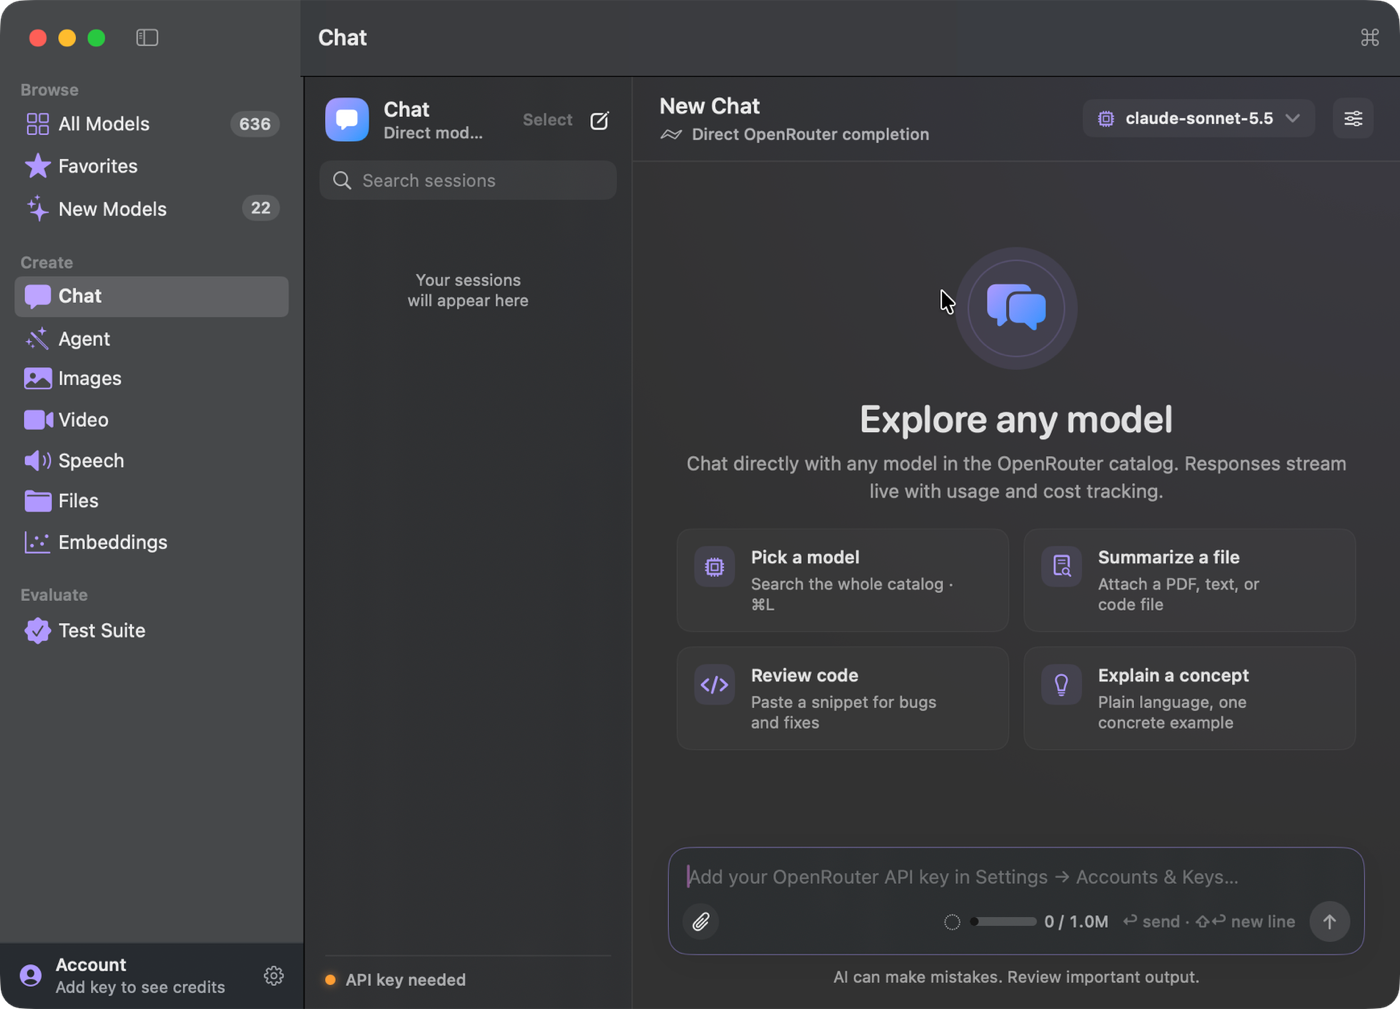 Chat
Browse
All Models
636
Favorites
New Models
22
Create
Chat
Agent
Images
Video
Speech
Files
Embeddings
Evaluate
Test Suite
Account
Add key to see credits
Chat
Direct mod...
Select
Search sessions
Your sessions
will appear here
API key needed
New Chat
Direct OpenRouter completion
claude-sonnet-5.5
Explore any model
Chat directly with any model in the OpenRouter catalog. Responses stream
live with usage and cost tracking.
Pick a model
Search the whole catalog ·
⌘L
Summarize a file
Attach a PDF, text, or
code file
Review code
Paste a snippet for bugs
and fixes
Explain a concept
Plain language, one
concrete example
Add your OpenRouter API key in Settings → Accounts & Keys...
0 / 1.0M
↩ send · ⇧↩ new line
AI can make mistakes. Review important output.